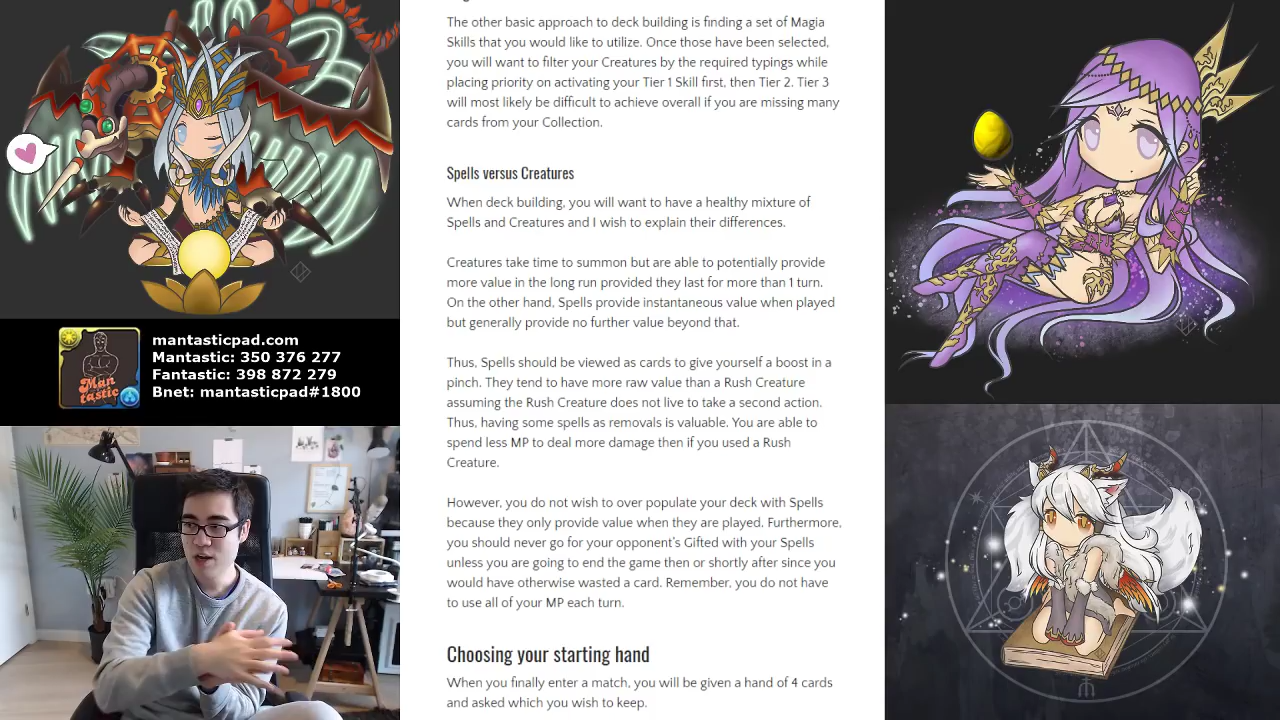 mantasticpad.com
Mantastic: 350 376 277
Fantastic: 398 872 279
Bnet: mantasticpad#1800
Man
tastic
The other basic approach to deck building is finding a set of Magia
Skills that you would like to utilize. Once those have been selected,
you will want to filter your Creatures by the required typings while
placing priority on activating your Tier 1 Skill first, then Tier 2. Tier 3
will most likely be difficult to achieve overall if you are missing many
cards from your Collection.
Spells versus Creatures
When deck building, you will want to have a healthy mixture of
Spells and Creatures and I wish to explain their differences.
Creatures take time to summon but are able to potentially provide
more value in the long run provided they last for more than 1 turn.
On the other hand, Spells provide instantaneous value when played
but generally provide no further value beyond that.
Thus, Spells should be viewed as cards to give yourself a boost in a
pinch. They tend to have more raw value than a Rush Creature
assuming the Rush Creature does not live to take a second action.
Thus, having some spells as removals is valuable. You are able to
spend less MP to deal more damage then if you used a Rush
Creature.
However, you do not wish to over populate your deck with Spells
because they only provide value when they are played. Furthermore,
you should never go for your opponent's Gifted with your Spells
unless you are going to end the game then or shortly after since you
would have otherwise wasted a card. Remember, you do not have
to use all of your MP each turn.
Choosing your starting hand
When you finally enter a match, you will be given a hand of 4 cards
and asked which you wish to keep.